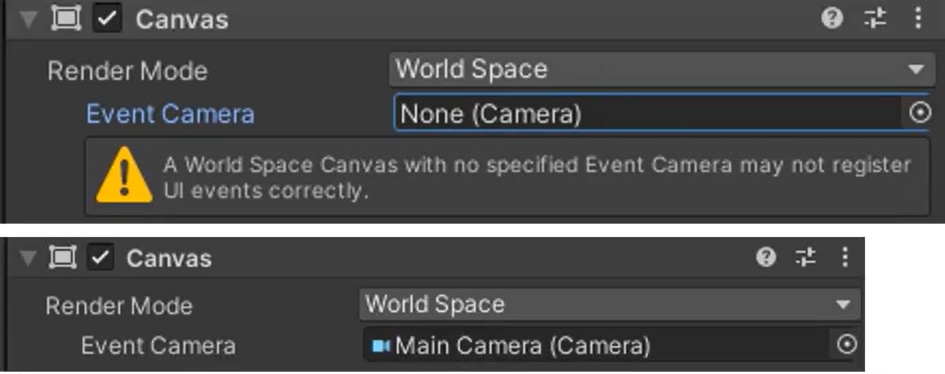 Canvas
Render Mode
World Space
Event Camera
None (Camera)
A World Space Canvas with no specified Event Camera may not register
UI events correctly.
Canvas
Render Mode
World Space
Event Camera
Main Camera (Camera)